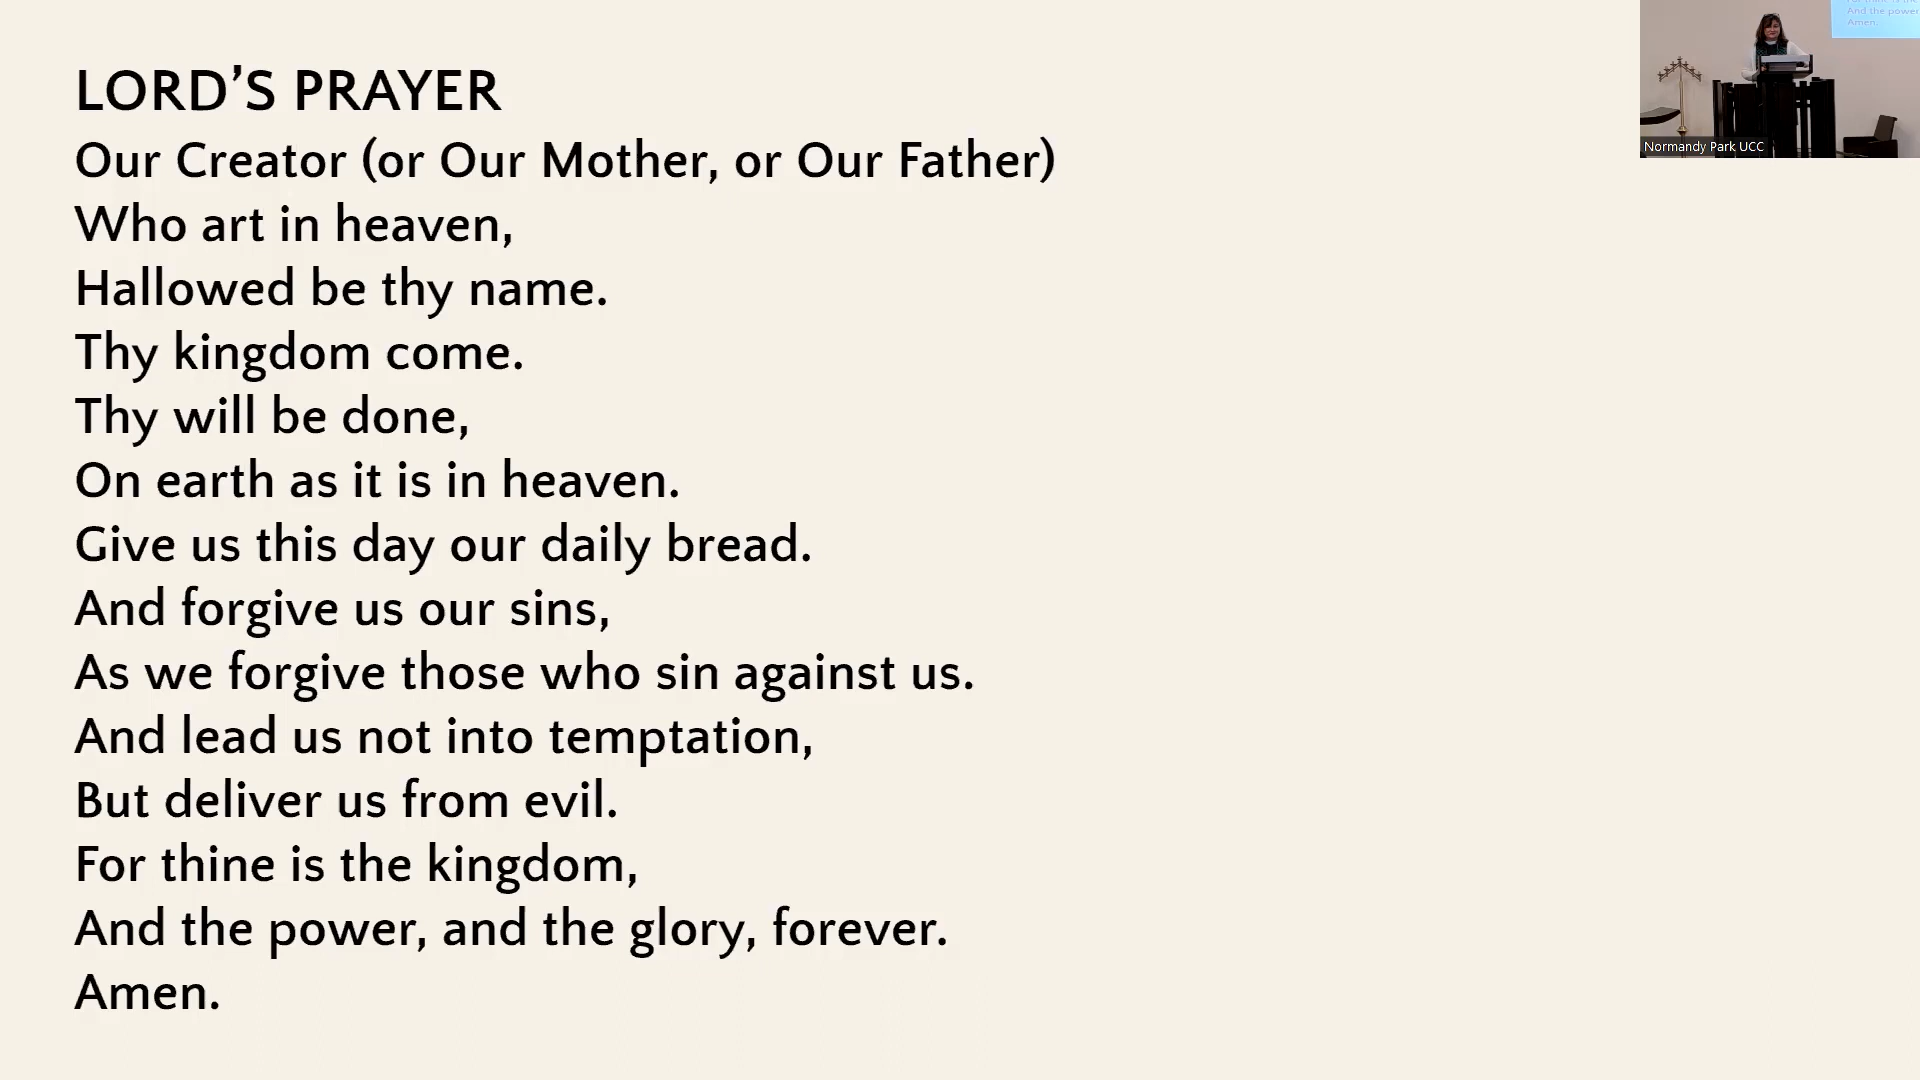 LORD’S PRAYER
Our Creator (or Our Mother, or Our Father)
Who art in heaven,
Hallowed be thy name.
Thy kingdom come.
Thy will be done,
On earth as it is in heaven.
Give us this day our daily bread.
And forgive us our sins,
As we forgive those who sin against us.
And lead us not into temptation,
But deliver us from evil.
For thine is the kingdom,
And the power, and the glory, forever.
Amen.
And the power
Amen.
Normandy Park UCC